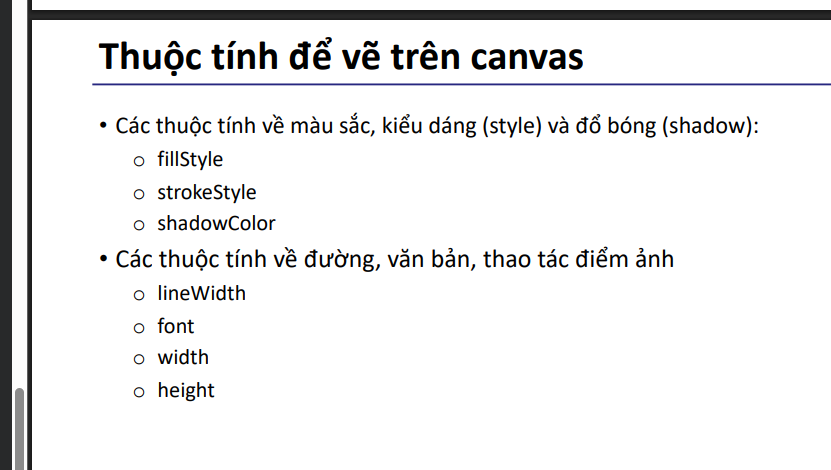 Thuộc tính để vẽ trên canvas
• Các thuộc tính về màu sắc, kiểu dáng (style) và đổ bóng (shadow):
o fillStyle
o strokeStyle
o shadowColor
• Các thuộc tính về đường, văn bản, thao tác điểm ảnh
o lineWidth
o font
o width
o height